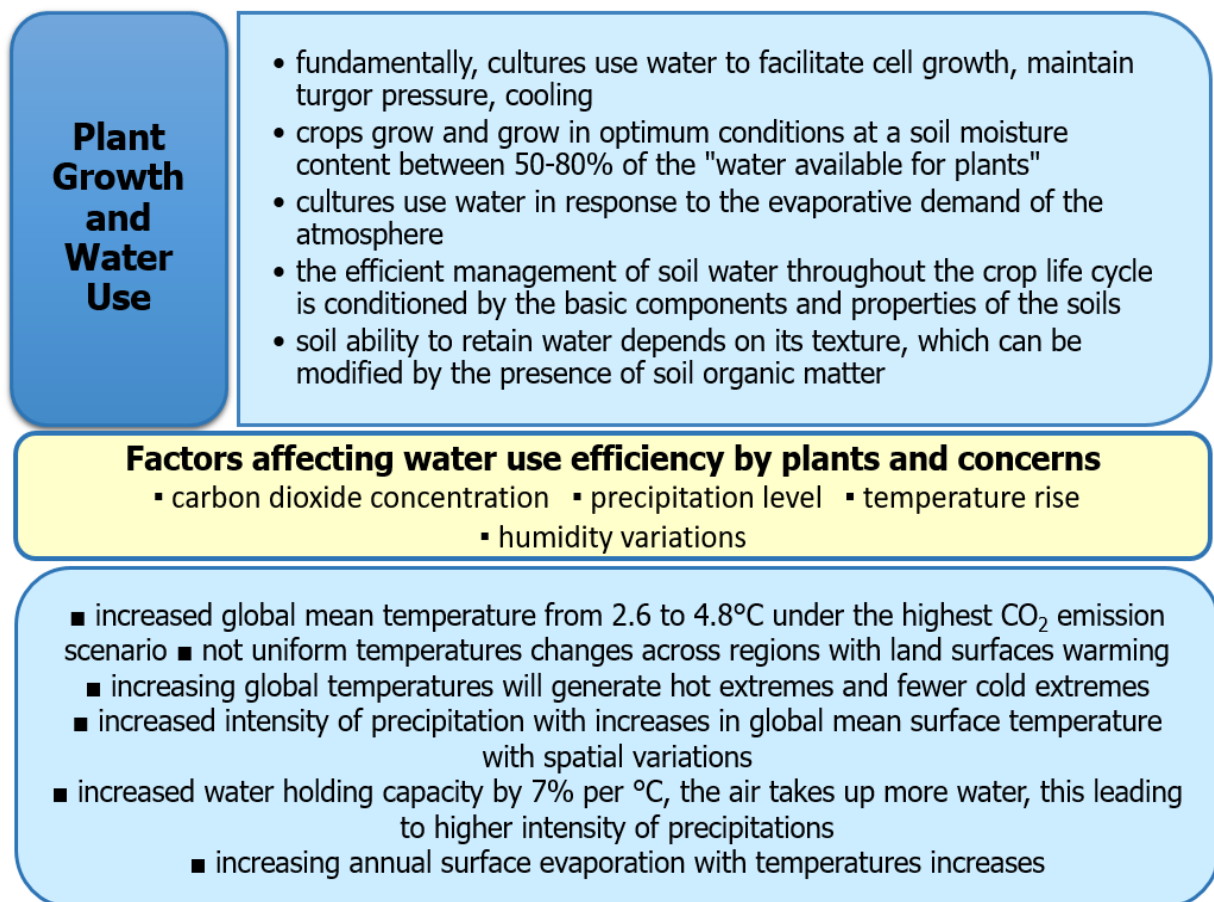 Plant
Growth
and
Water
Use
• fundamentally, cultures use water to facilitate cell growth, maintain
turgor pressure, cooling
• crops grow and grow in optimum conditions at a soil moisture
content between 50-80% of the "water available for plants"
• cultures use water in response to the evaporative demand of the
atmosphere
• the efficient management of soil water throughout the crop life cycle
is conditioned by the basic components and properties of the soils
• soil ability to retain water depends on its texture, which can be
modified by the presence of soil organic matter
Factors affecting water use efficiency by plants and concerns
▪ carbon dioxide concentration ▪ precipitation level ▪ temperature rise
▪ humidity variations
■ increased global mean temperature from 2.6 to 4.8°C under the highest CO₂ emission
scenario ■ not uniform temperatures changes across regions with land surfaces warming
■ increasing global temperatures will generate hot extremes and fewer cold extremes
■ increased intensity of precipitation with increases in global mean surface temperature
with spatial variations
■ increased water holding capacity by 7% per °C, the air takes up more water, this leading
to higher intensity of precipitations
■ increasing annual surface evaporation with temperatures increases